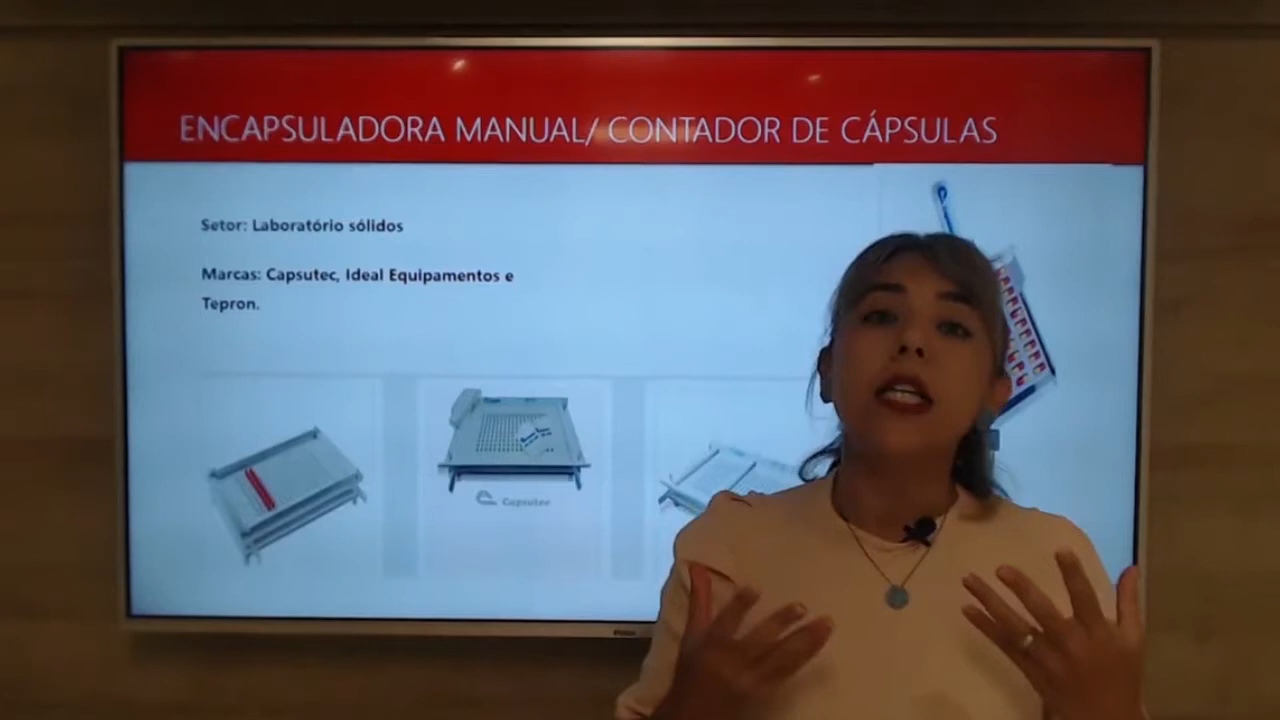 ENCAPSULADORA MANUAL/ CONTADOR DE CÁPSULAS
Setor: Laboratório sólidos
Marcas: Capsutec, Ideal Equipamentos e
Tepron.
Capsutec